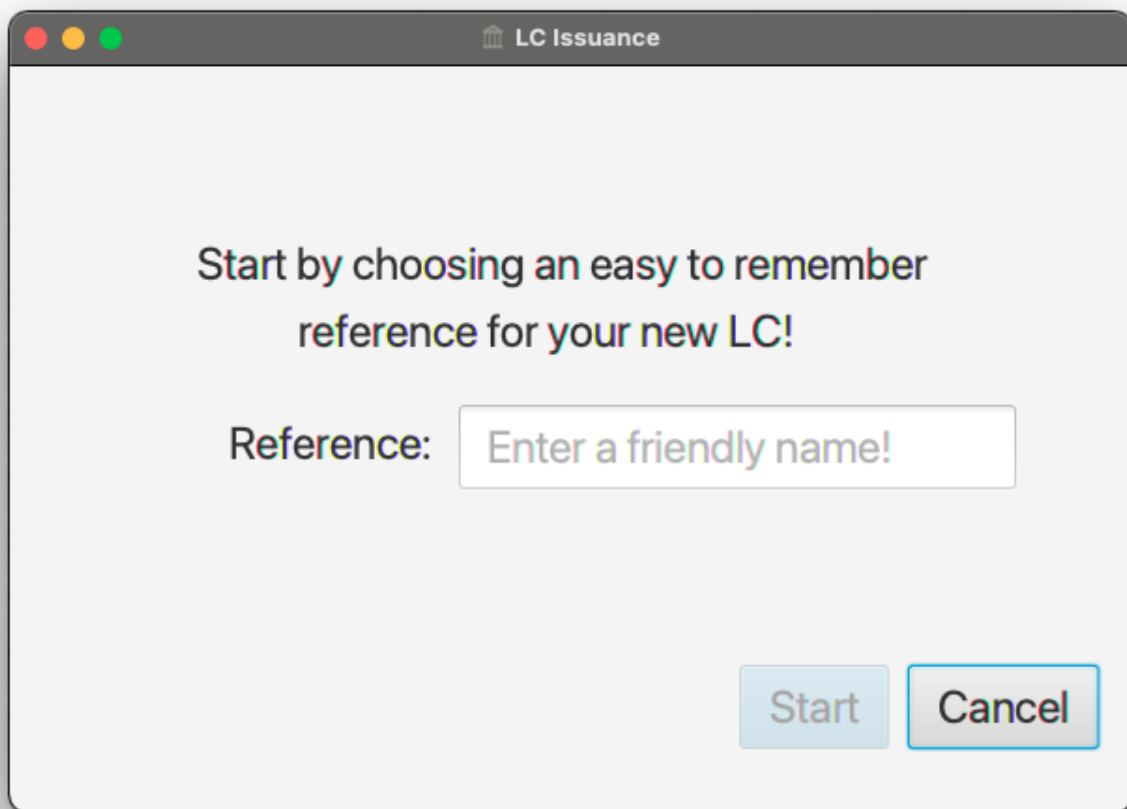 LC Issuance
Start by choosing an easy to remember
reference for your new LC!
Reference: Enter a friendly name!
Start Cancel